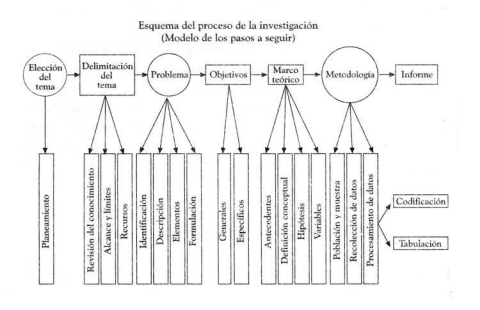 Esquema del proceso de la investigación
(Modelo de los pasos a seguir)
Elección
del
tema
Delimitación
del
tema
Problema
Objetivos
Marco
teórico
Metodología
Informe
Planeamiento
Revisión del conocimiento
Alcance y límites
Recursos
Identificación
Descripción
Elementos
Formulación
Generales
Específicos
Antecedentes
Definición conceptual
Hipótesis
Variables
Población y muestra
Recolección de datos
Procesamiento de datos
Codificación
Tabulación